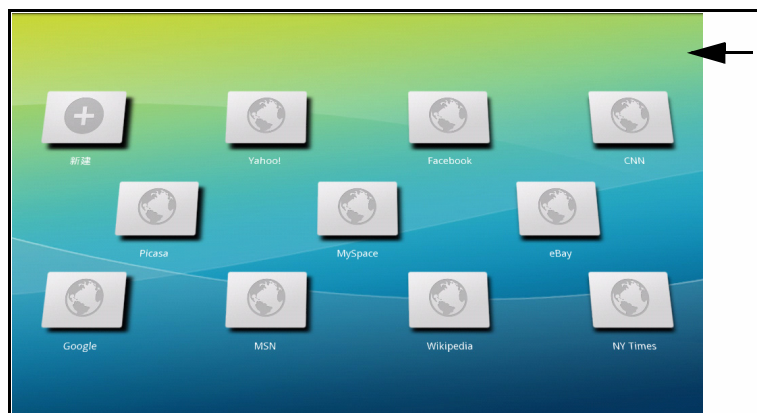 新建
Yahoo!
Facebook
CNN
Picasa
MySpace
eBay
Google
MSN
Wikipedia
NY Times